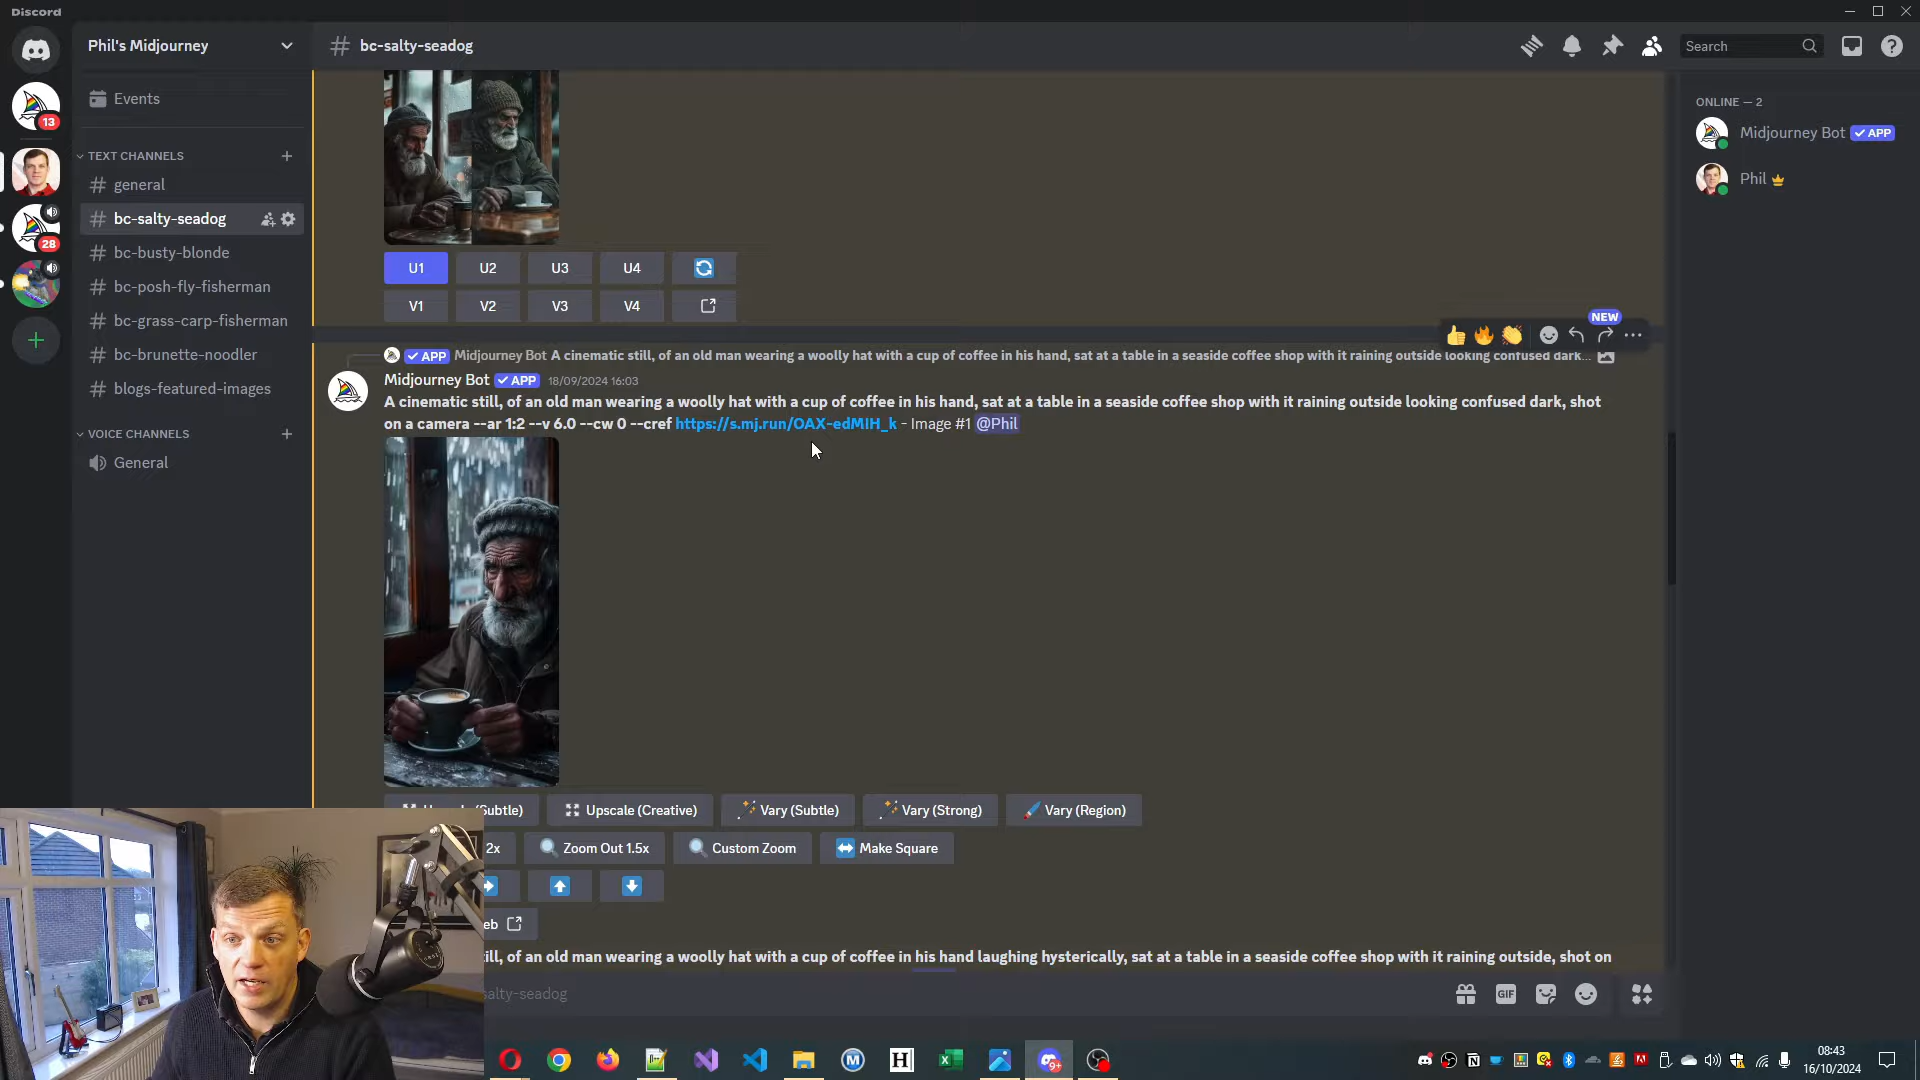 Discord
Phil's Midjourney
bc-salty-seadog
Search
Events
TEXT CHANNELS
general
bc-salty-seadog
bc-busty-blonde
bc-posh-fly-fisherman
bc-grass-carp-fisherman
bc-brunette-noodler
blogs-featured-images
VOICE CHANNELS
General
13
28
U1 U2 U3 U4
V1 V2 V3 V4
NEW
APP Midjourney Bot A cinematic still, of an old man wearing a woolly hat with a cup of coffee in his hand, sat at a table in a seaside coffee shop with it raining outside looking confused dark...
Midjourney Bot APP 18/09/2024 16:03
A cinematic still, of an old man wearing a woolly hat with a cup of coffee in his hand, sat at a table in a seaside coffee shop with it raining outside looking confused dark, shot
on a camera --ar 1:2 --v 6.0 --cw 0 --cref https://s.mj.run/OAX-edMIH_k - Image #1 @Phil
Subtle) Upscale (Creative) Vary (Subtle) Vary (Strong) Vary (Region)
2x Zoom Out 1.5x Custom Zoom Make Square
eb
till, of an old man wearing a woolly hat with a cup of coffee in his hand laughing hysterically, sat at a table in a seaside coffee shop with it raining outside, shot on
salty-seadog
GIF
ONLINE — 2
Midjourney Bot APP
Phil
9+
08:43
16/10/2024